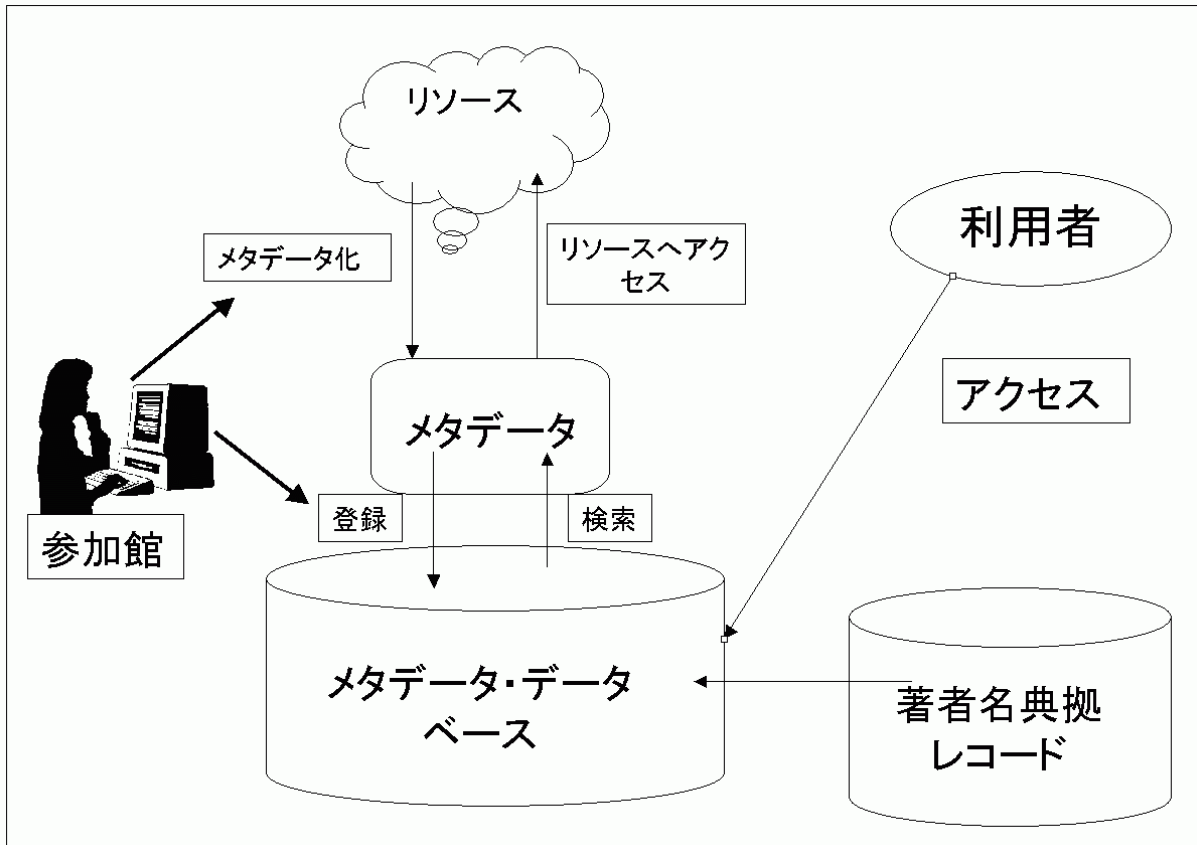 リソース
利用者
メタデータ化
リソースへアク
セス
アクセス
メタデータ
登録
検索
参加館
メタデータ・データ
ベース
著者名典拠
レコード